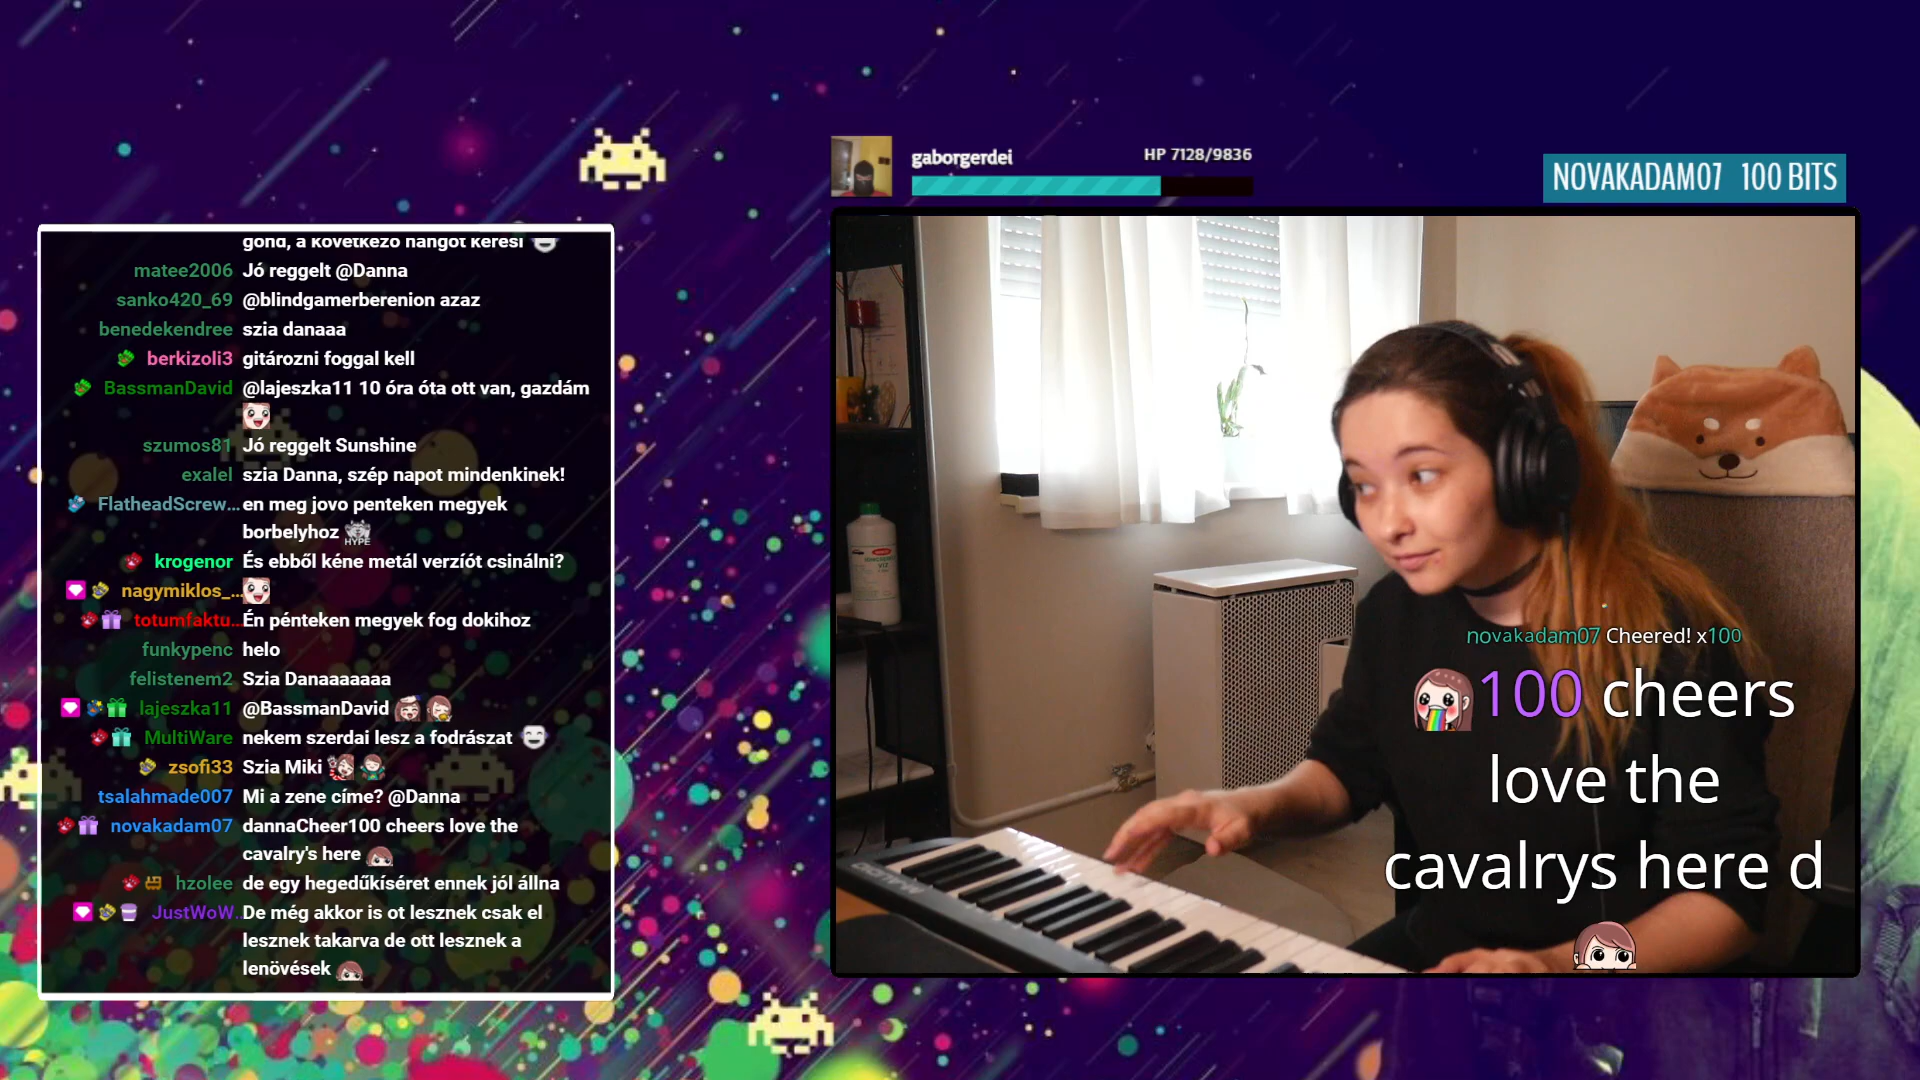 gaborgerdei HP 7128/9836
NOVAKADAM07 100 BITS
gond, a következő hangot keresi
matee2006 Jó reggelt @Danna
sanko420_69 @blindgamerberenion azaz
benedekendree szia danaaa
berkizoli3 gitározni foggal kell
BassmanDavid @lajeszka11 10 óra óta ott van, gazdám
szumos81 Jó reggelt Sunshine
exalel szia Danna, szép napot mindenkinek!
FlatheadScrew... en meg jovo penteken megyek
borbelyhoz HYPE
krogenor És ebből kéne metál verzíót csinálni?
nagymiklos_...
totumfaktu... Én pénteken megyek fog dokihoz
funkypenc helo
felistenem2 Szia Danaaaaaaa
lajeszka11 @BassmanDavid
MultiWare nekem szerdai lesz a fodrászat
zsofi33 Szia Miki
tsalahmade007 Mi a zene címe? @Danna
novakadam07 dannaCheer100 cheers love the
cavalry's here
hzolee de egy hegedűkíséret ennek jól állna
JustWoW... De még akkor is ot lesznek csak el
lesznek takarva de ott lesznek a
lenövések
novakadam07 Cheered! x100
100 cheers
love the
cavalrys here d